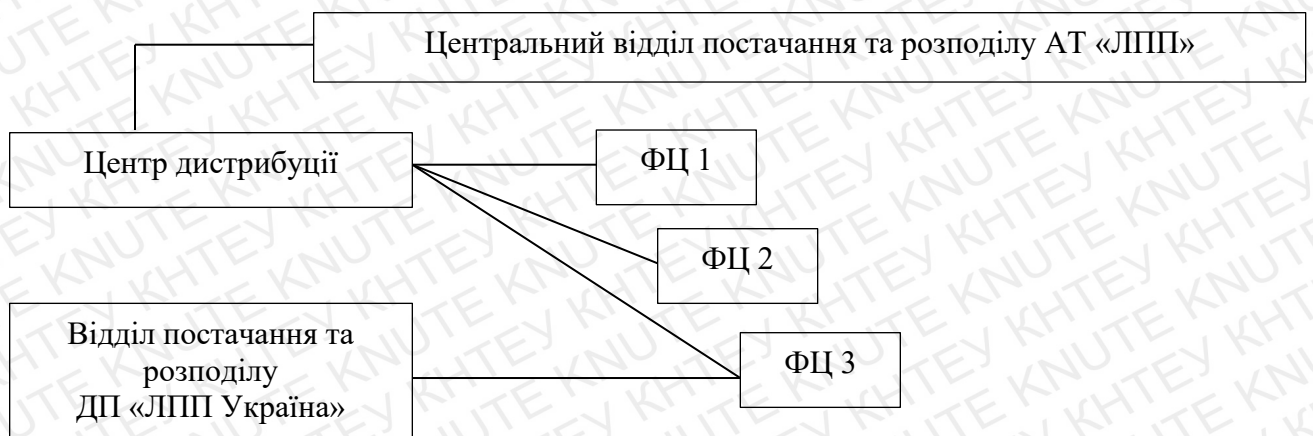 Центральний відділ постачання та розподілу АТ «ЛПП»
Центр дистрибуції
ФЦ 1
ФЦ 2
Відділ постачання та
розподілу
ДП «ЛПП Україна»
ФЦ 3